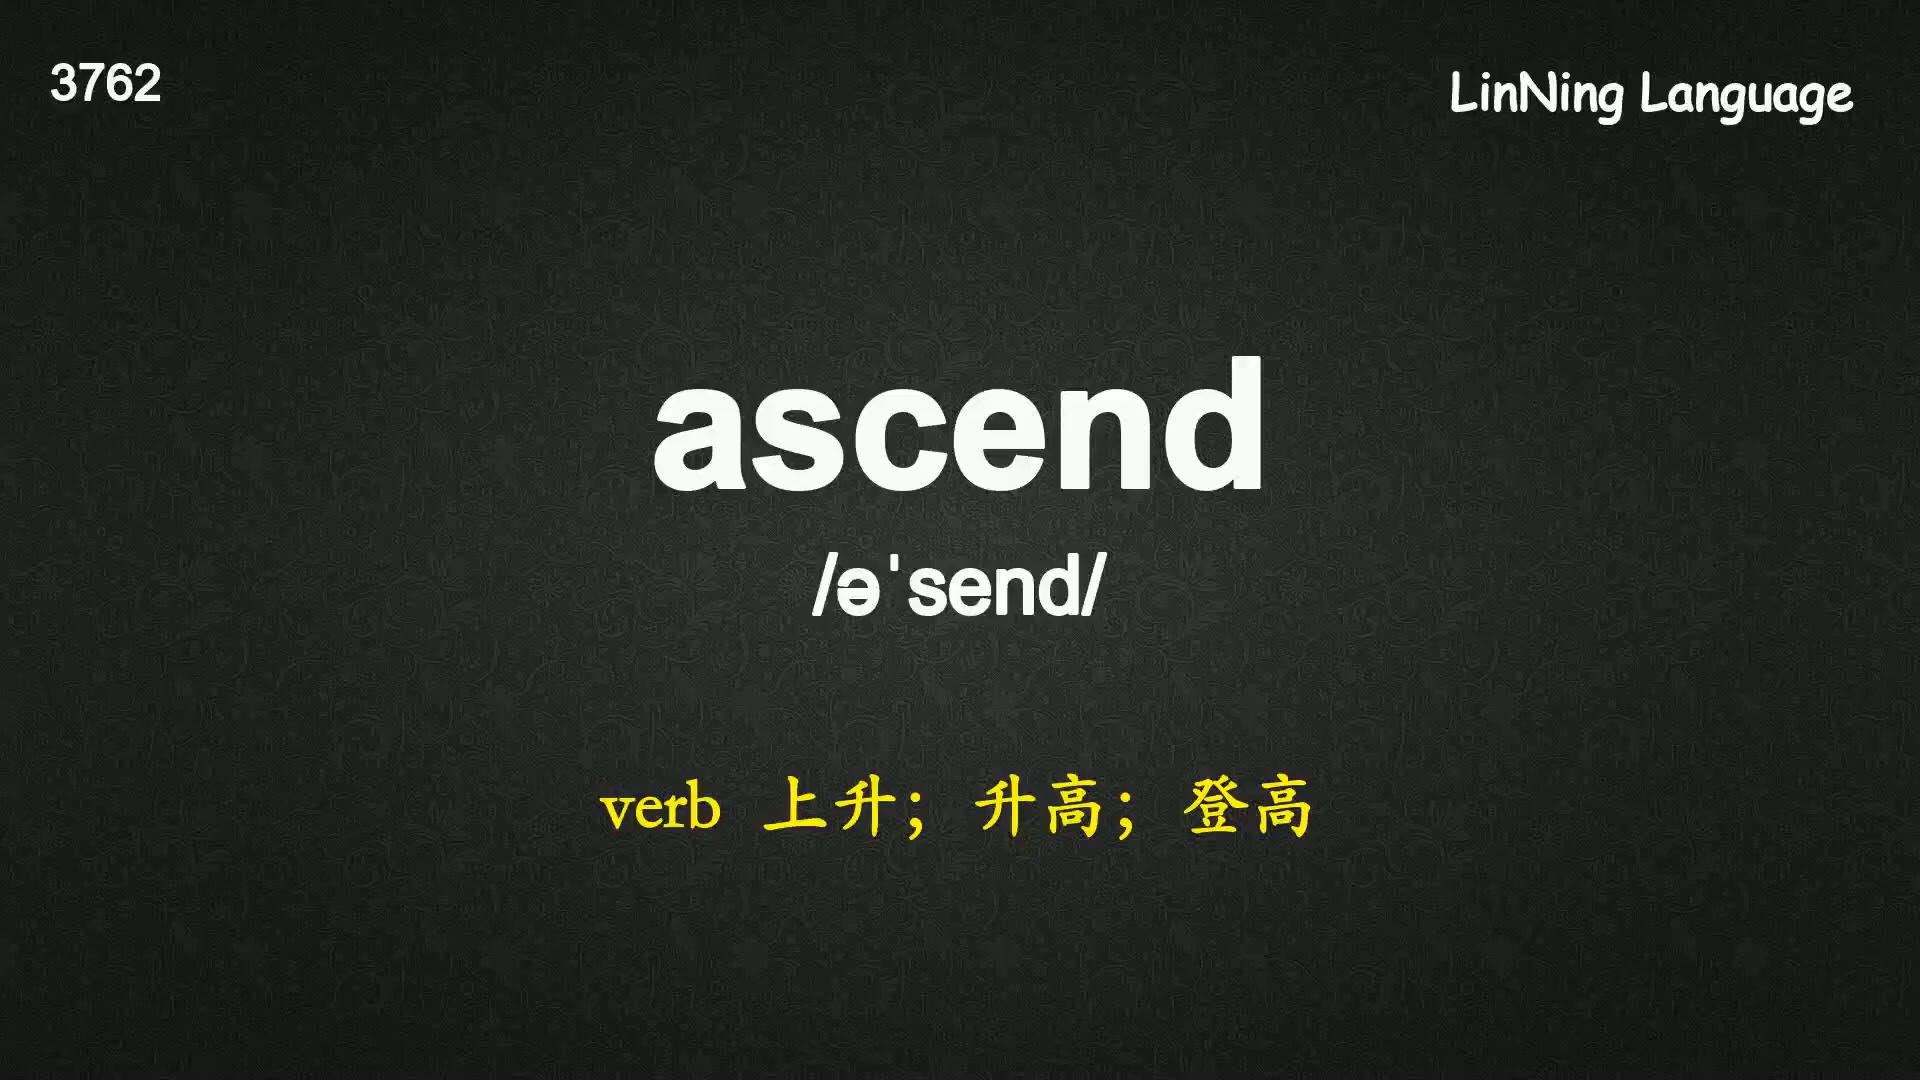 3762
LinNing Language
ascend
/əˈsend/
verb 上升；升高；登高